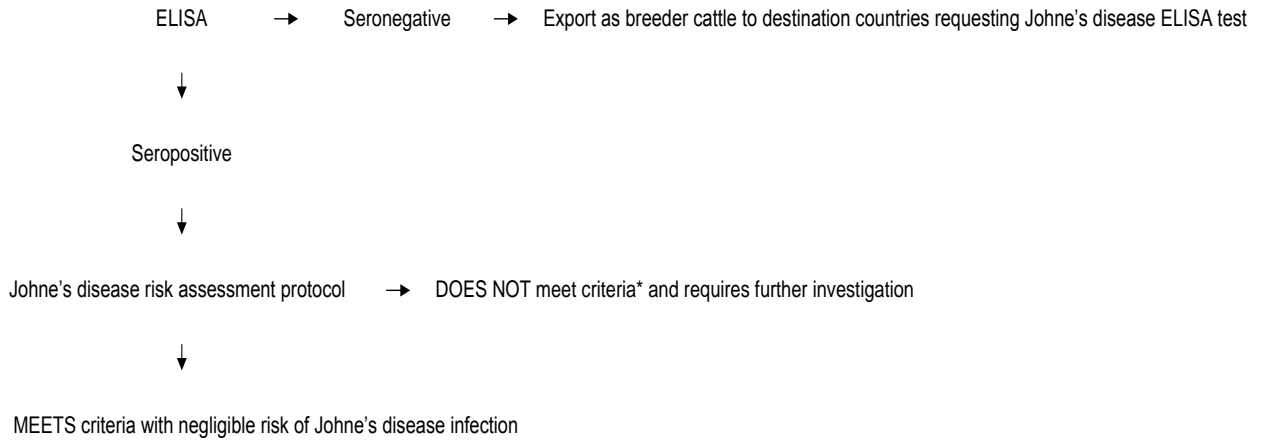 ELISA → Seronegative → Export as breeder cattle to destination countries requesting Johne’s disease ELISA test
↓
Seropositive
↓
Johne’s disease risk assessment protocol → DOES NOT meet criteria* and requires further investigation
↓
MEETS criteria with negligible risk of Johne’s disease infection